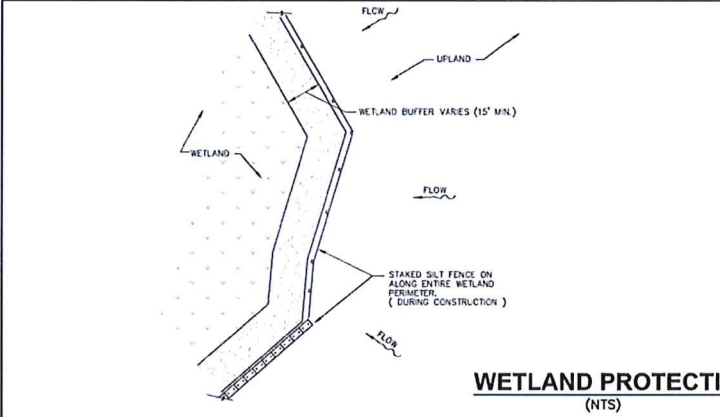 FLOW
UPLAND
WETLAND BUFFER VARIES (15' MIN.)
WETLAND
FLOW
STAKED SILT FENCE ON
ALONG ENTIRE WETLAND
PERIMETER.
( DURING CONSTRUCTION )
FLOW
WETLAND PROTECTI
(NTS)